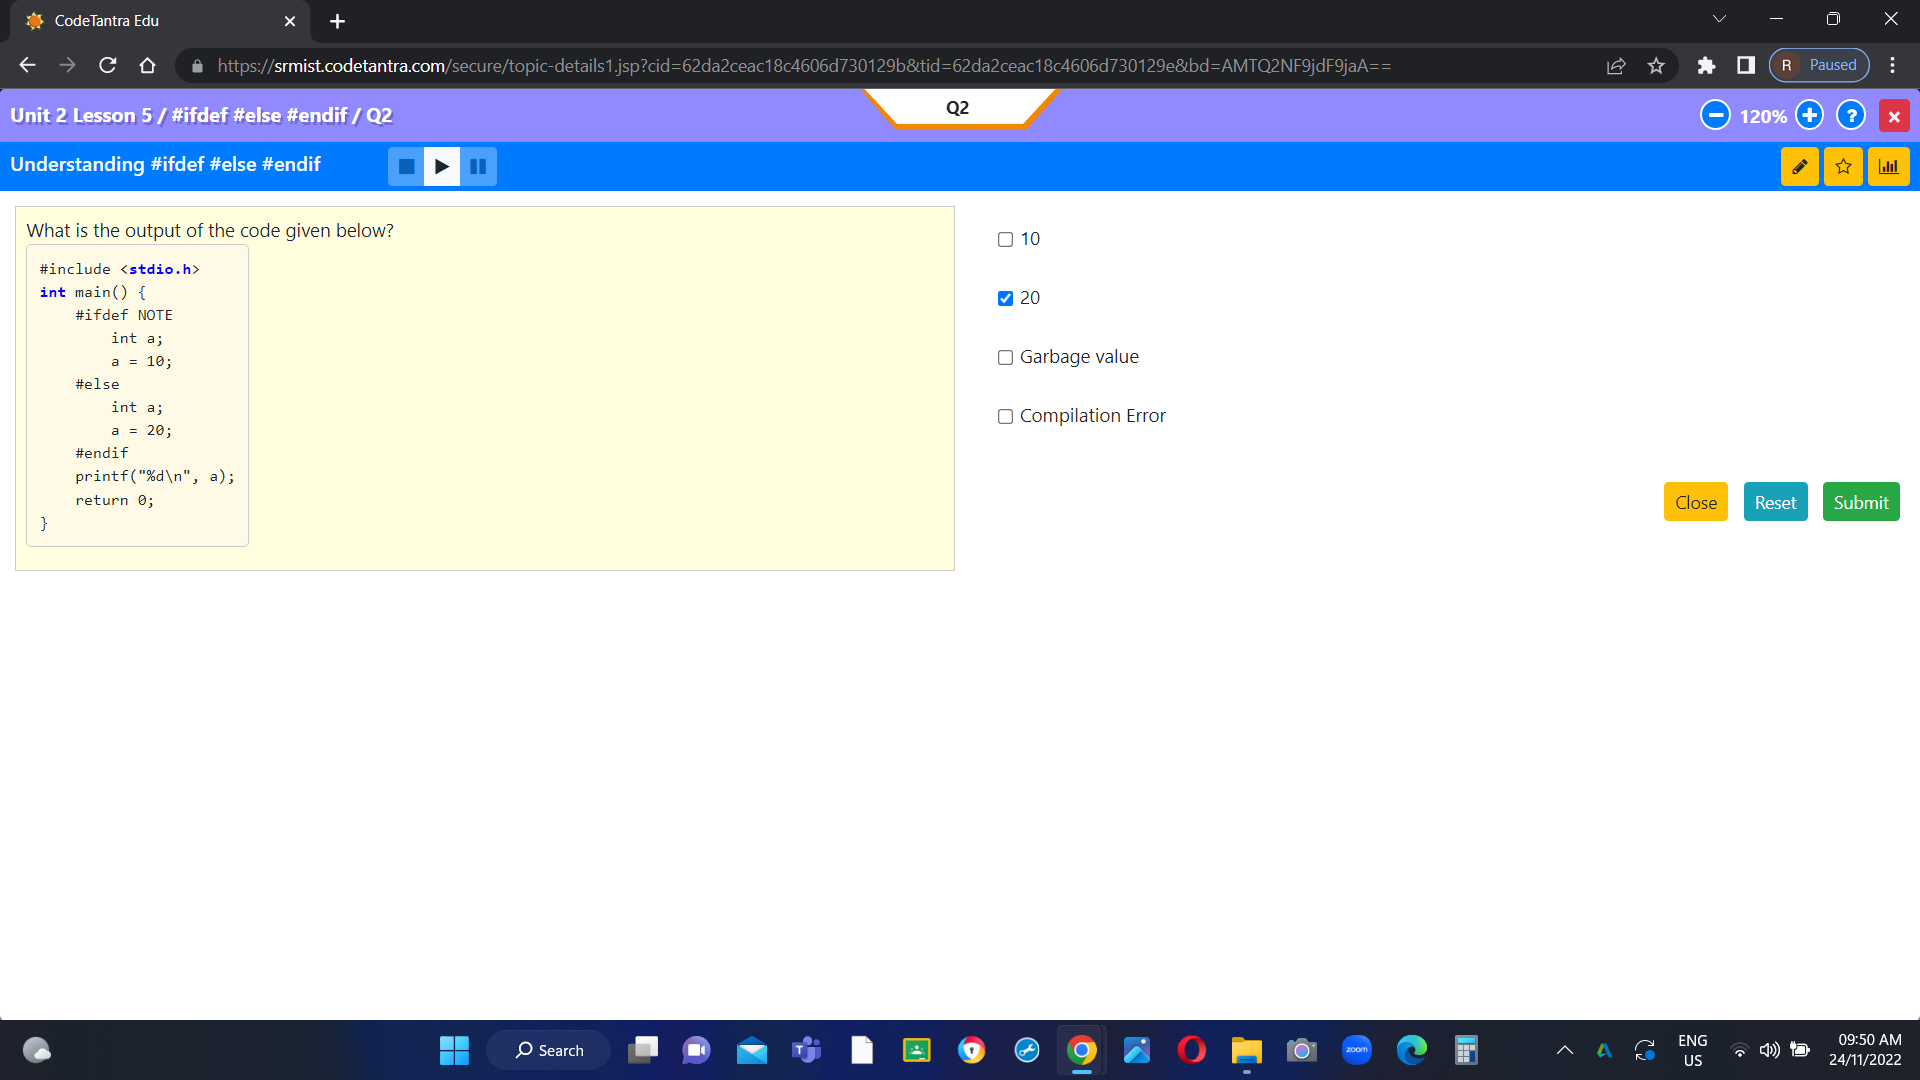 CodeTantra Edu
https://srmist.codetantra.com/secure/topic-details1.jsp?cid=62da2ceac18c4606d730129b&tid=62da2ceac18c4606d730129e&bd=AMTQ2NF9jdF9jaA==
R Paused
Unit 2 Lesson 5 / #ifdef #else #endif / Q2
Q2
120%
?
Understanding #ifdef #else #endif
What is the output of the code given below?
#include <stdio.h>
int main() {
    #ifdef NOTE
        int a;
        a = 10;
    #else
        int a;
        a = 20;
    #endif
    printf("%d\n", a);
    return 0;
}
10
20
Garbage value
Compilation Error
Close Reset Submit
Search
zoom
ENG
US
09:50 AM
24/11/2022